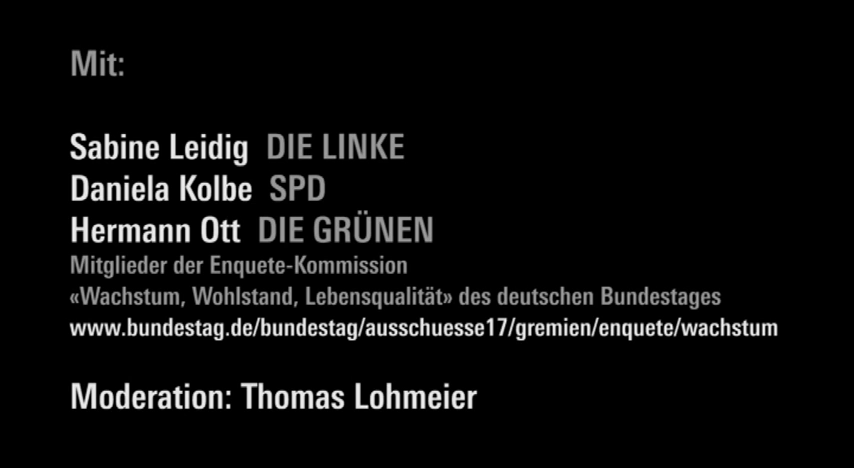 Mit:
Sabine Leidig DIE LINKE
Daniela Kolbe SPD
Hermann Ott DIE GRÜNEN
Mitglieder der Enquete-Kommission
«Wachstum, Wohlstand, Lebensqualität» des deutschen Bundestages
www.bundestag.de/bundestag/ausschuesse17/gremien/enquete/wachstum
Moderation: Thomas Lohmeier